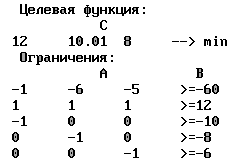 Целевая функция:
C
12 10.01 8 --> min
Ограничения:
A B
-1 -6 -5 >=-60
1 1 1 >=12
-1 0 0 >=-10
0 -1 0 >=-8
0 0 -1 >=-6